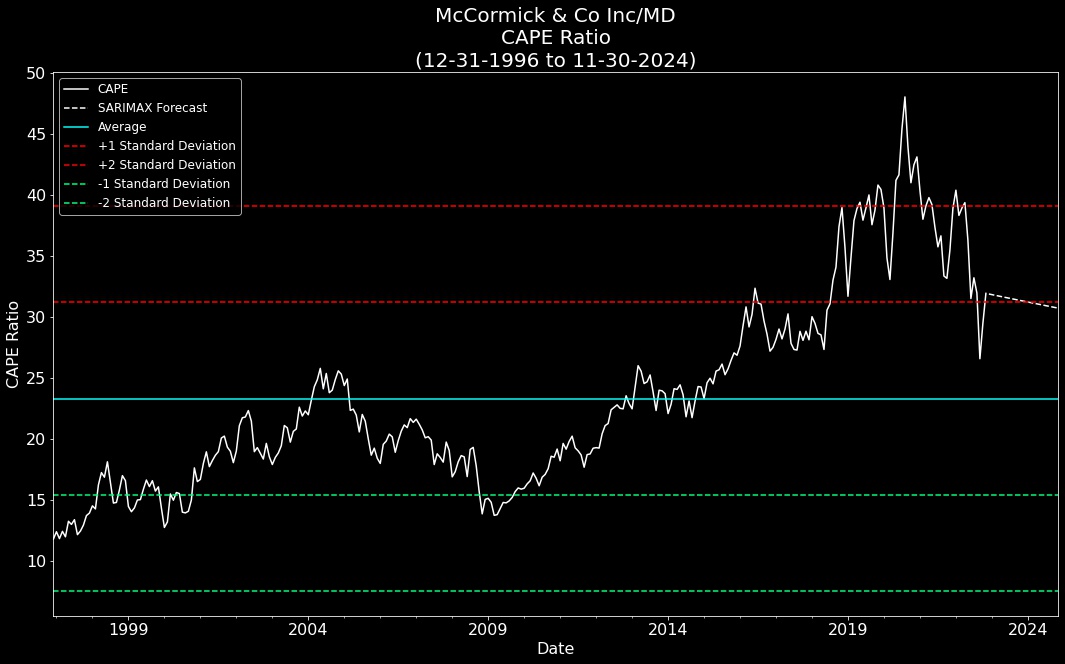 McCormick & Co Inc/MD
CAPE Ratio
(12-31-1996 to 11-30-2024)
CAPE
SARIMAX Forecast
Average
+1 Standard Deviation
+2 Standard Deviation
-1 Standard Deviation
-2 Standard Deviation
CAPE Ratio
50
45
40
35
30
25
20
15
10
1999
2004
2009
2014
2019
2024
Date